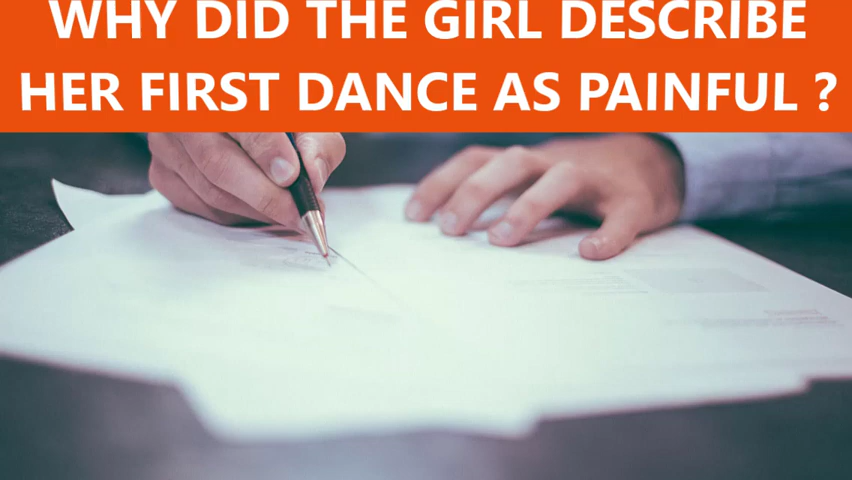 WHY DID THE GIRL DESCRIBE
HER FIRST DANCE AS PAINFUL ?